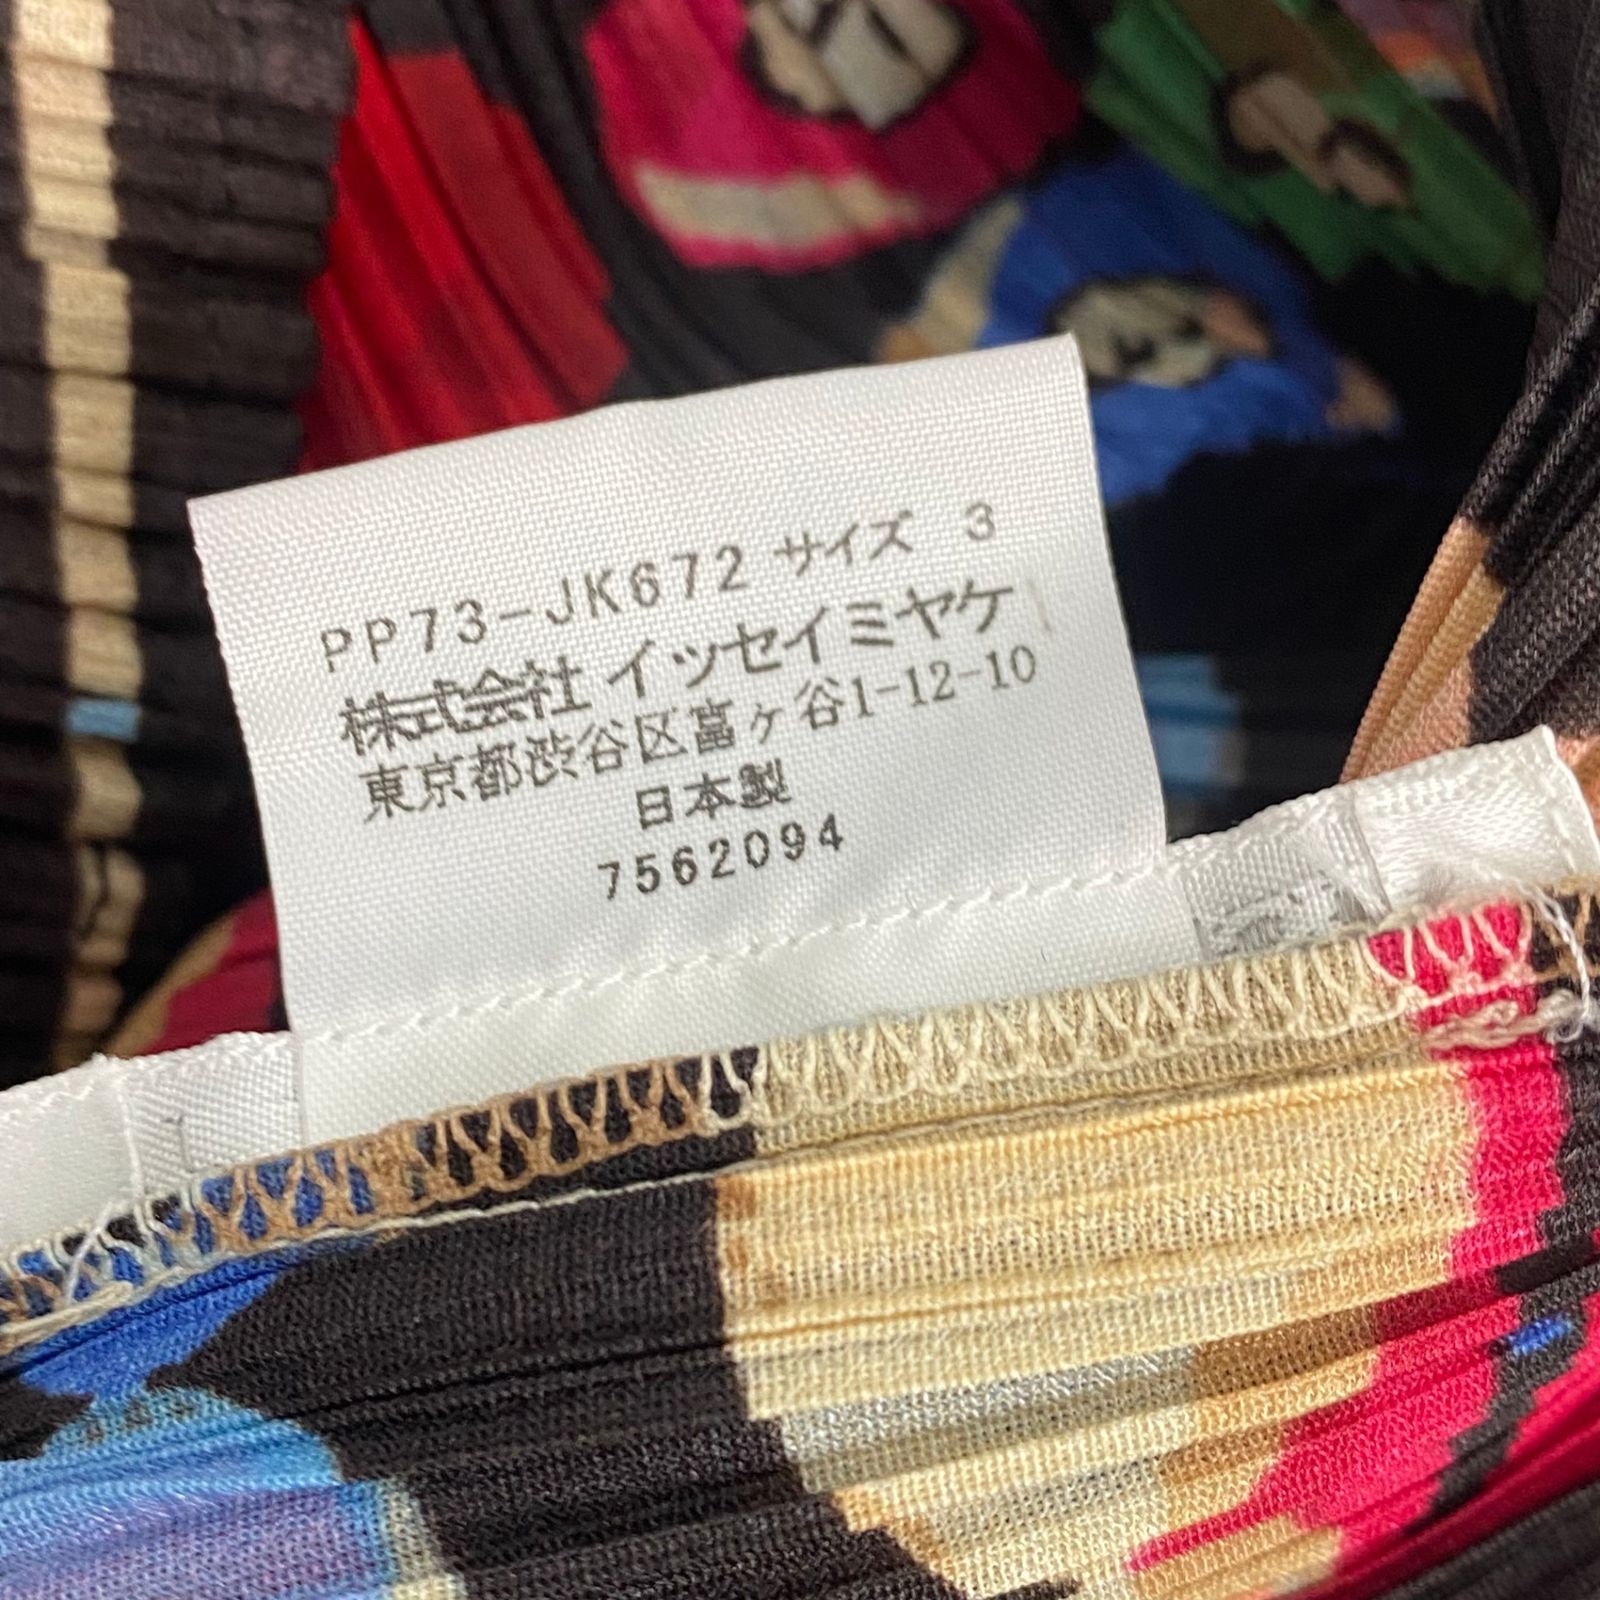 PP73-JK672 サイズ 3
株式会社 イッセイミヤケ
東京都渋谷区富ヶ谷1-12-10
日本製
7562094